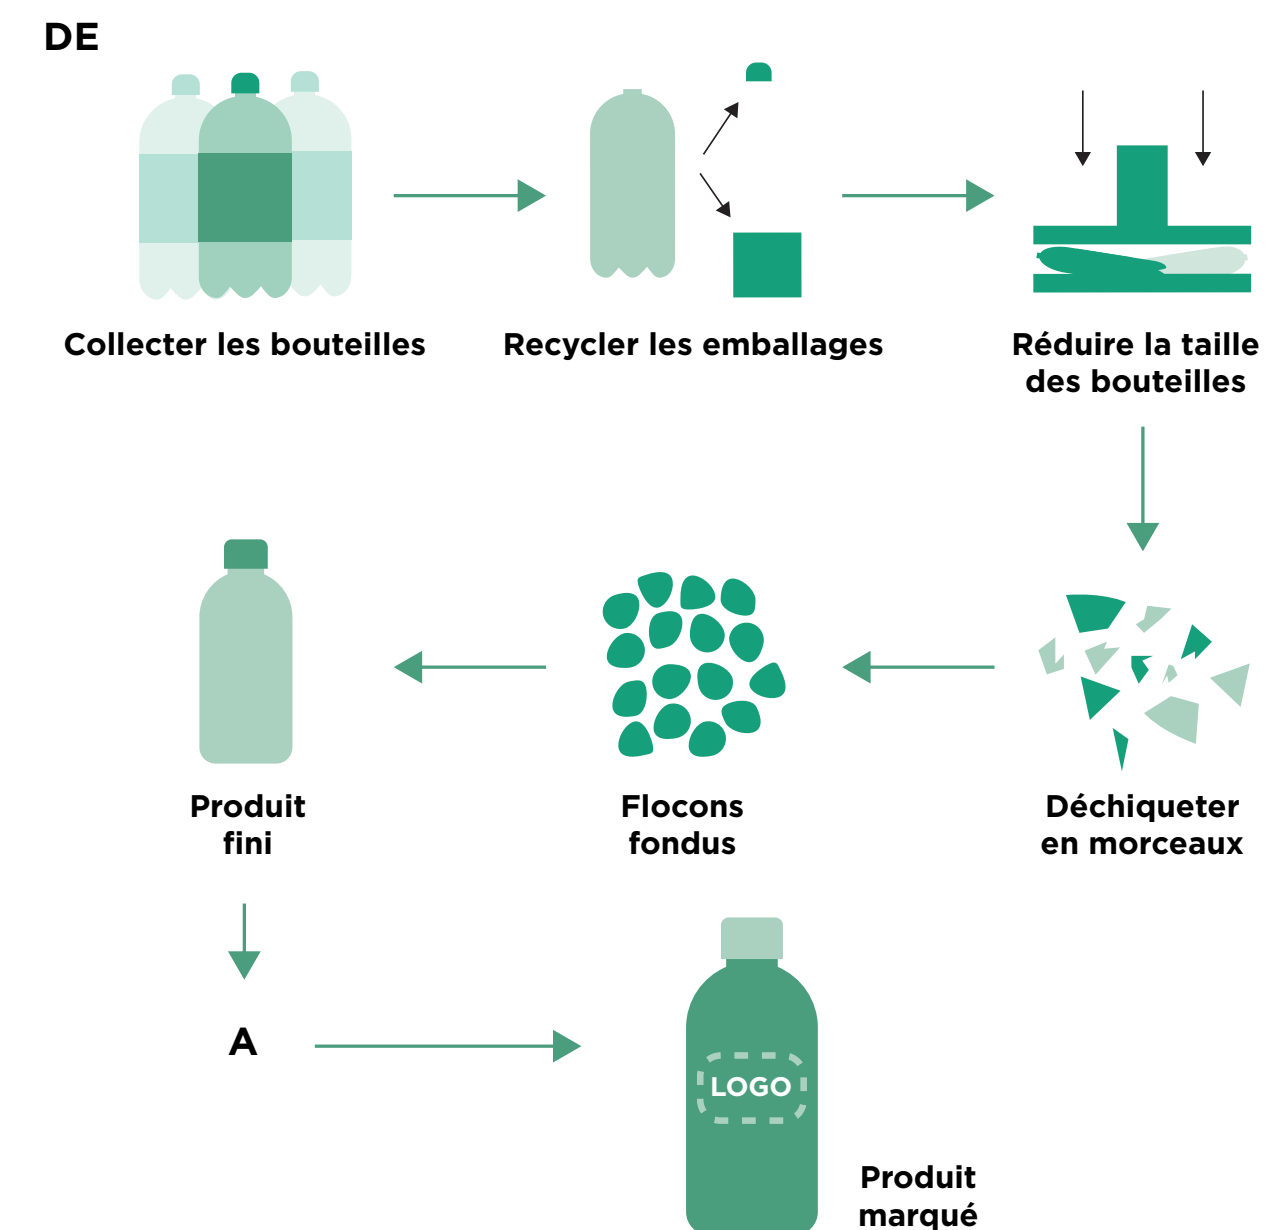 DE
Collecter les bouteilles
Recycler les emballages
Réduire la taille
des bouteilles
Produit
fini
Flocons
fondus
Déchiqueter
en morceaux
A
LOGO
Produit
marqué